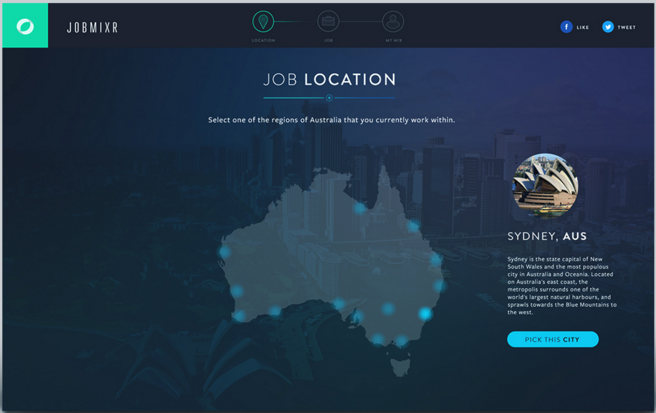 JOBMIXR
LOCATION
JOB
MY MIX
LIKE
TWEET
JOB LOCATION
Select one of the regions of Australia that you currently work within.
SYDNEY, AUS
Sydney is the state capital of New
South Wales and the most populous
city in Australia and Oceania. Located
on Australia's east coast, the
metropolis surrounds one of the
world's largest natural harbours, and
sprawls towards the Blue Mountains to
the west.
PICK THIS CITY